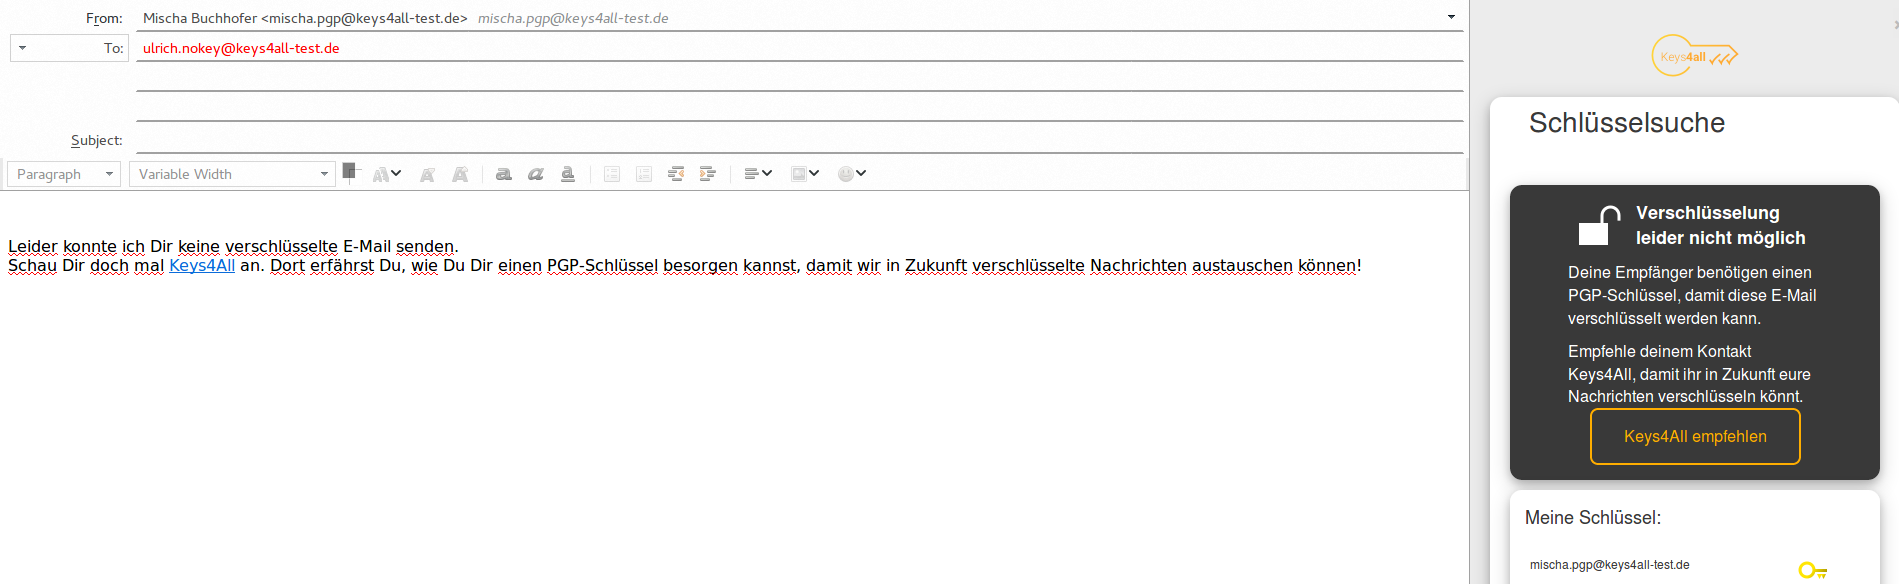 From: Mischa Buchhofer <mischa.pgp@keys4all-test.de> mischa.pgp@keys4all-test.de
To: ulrich.nokey@keys4all-test.de
Subject:
Paragraph Variable Width
Leider konnte ich Dir keine verschlüsselte E-Mail senden.
Schau Dir doch mal Keys4All an. Dort erfährst Du, wie Du Dir einen PGP-Schlüssel besorgen kannst, damit wir in Zukunft verschlüsselte Nachrichten austauschen können!
Keys4all
Schlüsselsuche
Verschlüsselung
leider nicht möglich
Deine Empfänger benötigen einen
PGP-Schlüssel, damit diese E-Mail
verschlüsselt werden kann.
Empfehle deinem Kontakt
Keys4All, damit ihr in Zukunft eure
Nachrichten verschlüsseln könnt.
Keys4All empfehlen
Meine Schlüssel:
mischa.pgp@keys4all-test.de